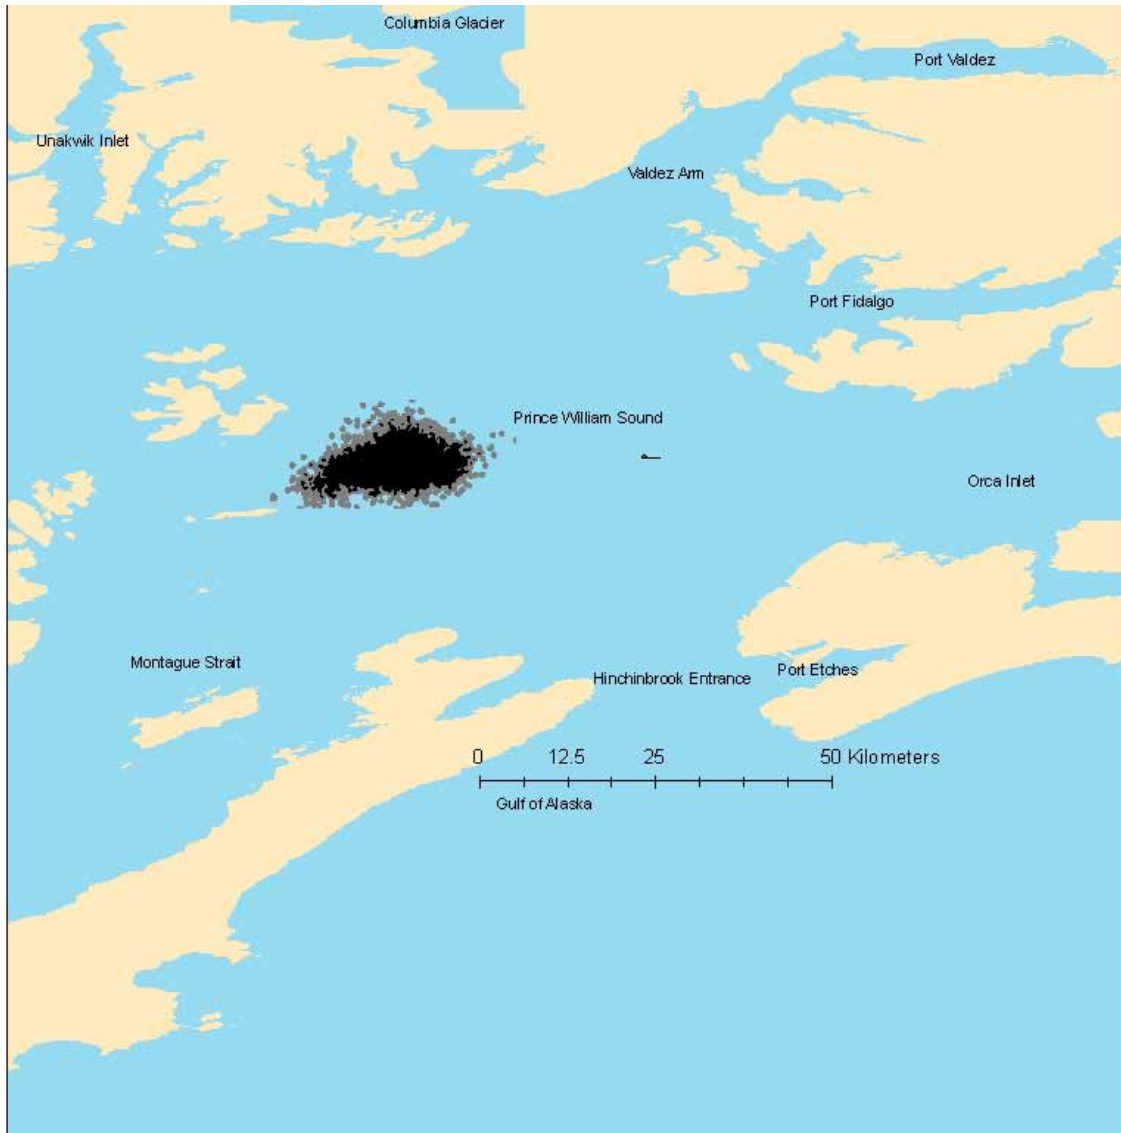 Columbia Glacier
Port Valdez
Unakwik Inlet
Valdez Arm
Port Fidalgo
Prince William Sound
Orca Inlet
Montague Strait
Hinchinbrook Entrance
Port Etches
0 12.5 25 50 Kilometers
Gulf of Alaska